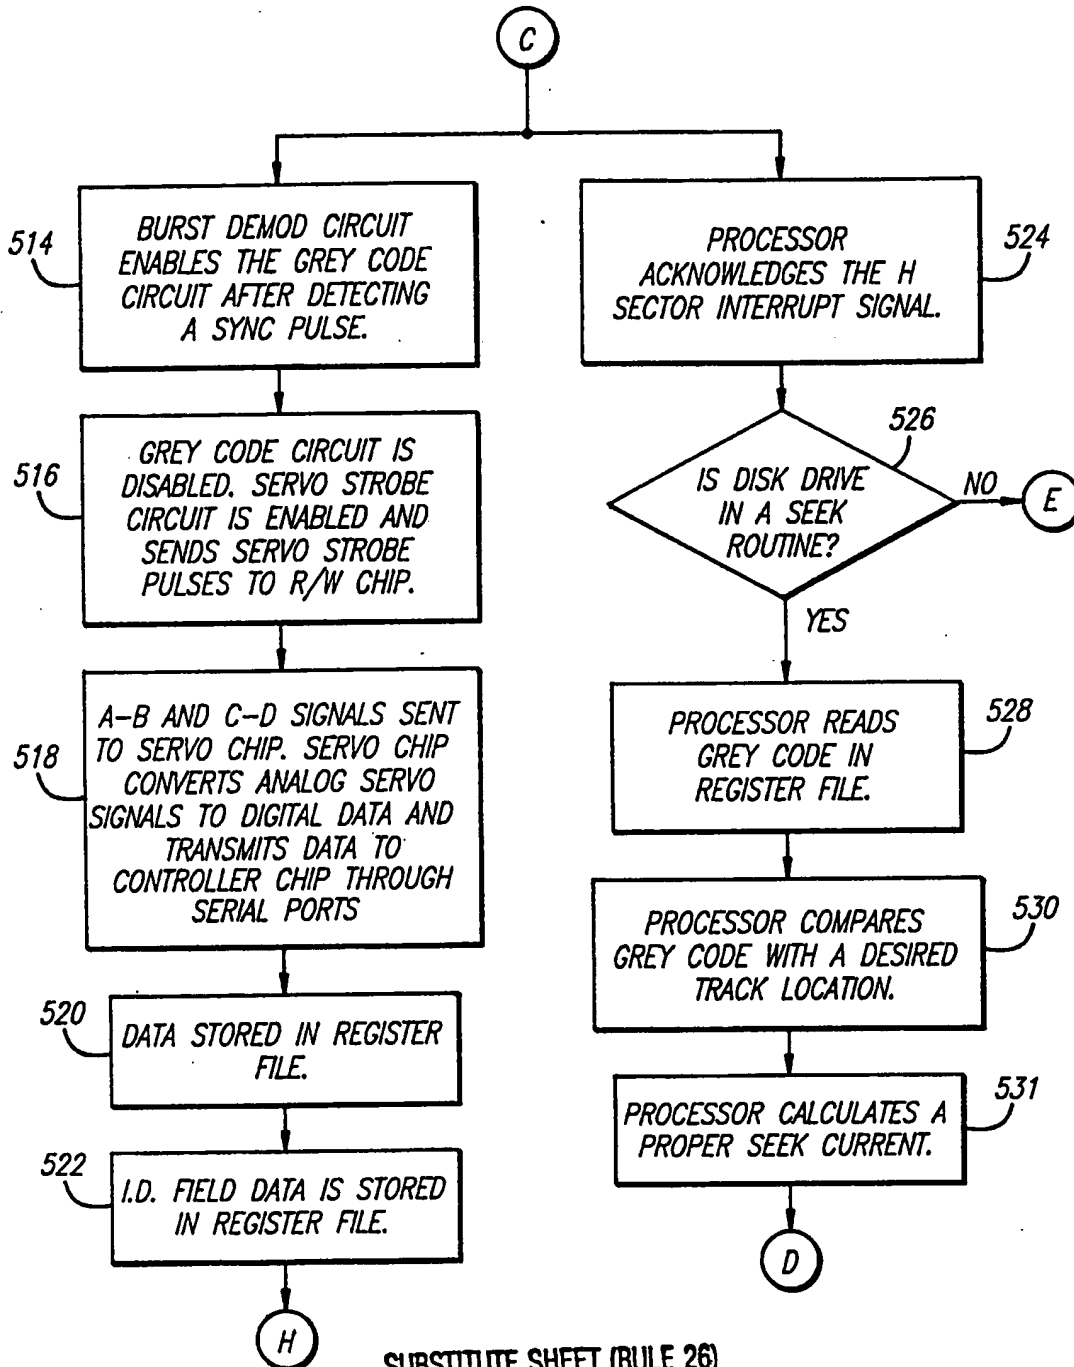 C
514
BURST DEMOD CIRCUIT
ENABLES THE GREY CODE
CIRCUIT AFTER DETECTING
A SYNC PULSE.
516
GREY CODE CIRCUIT IS
DISABLED. SERVO STROBE
CIRCUIT IS ENABLED AND
SENDS SERVO STROBE
PULSES TO R/W CHIP.
518
A-B AND C-D SIGNALS SENT
TO SERVO CHIP. SERVO CHIP
CONVERTS ANALOG SERVO
SIGNALS TO DIGITAL DATA AND
TRANSMITS DATA TO
CONTROLLER CHIP THROUGH
SERIAL PORTS
520
DATA STORED IN REGISTER
FILE.
522
I.D. FIELD DATA IS STORED
IN REGISTER FILE.
H
524
PROCESSOR
ACKNOWLEDGES THE H
SECTOR INTERRUPT SIGNAL.
526
IS DISK DRIVE
IN A SEEK
ROUTINE?
NO
E
YES
528
PROCESSOR READS
GREY CODE IN
REGISTER FILE.
530
PROCESSOR COMPARES
GREY CODE WITH A DESIRED
TRACK LOCATION.
531
PROCESSOR CALCULATES A
PROPER SEEK CURRENT.
D
SUBSTITUTE SHEET (RULE 26)